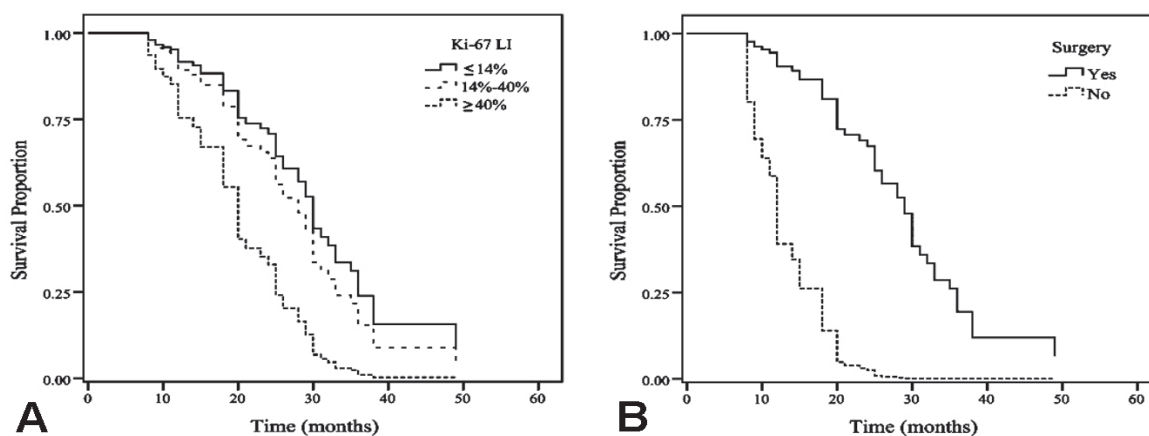 Ki-67 LI
≤14%
14%-40%
≥40%
1.00
0.75
0.50
0.25
0.00
Survival Proportion
0 10 20 30 40 50 60
Time (months)
A
Surgery
Yes
No
1.00
0.75
0.50
0.25
0.00
Survival Proportion
0 10 20 30 40 50 60
Time (months)
B